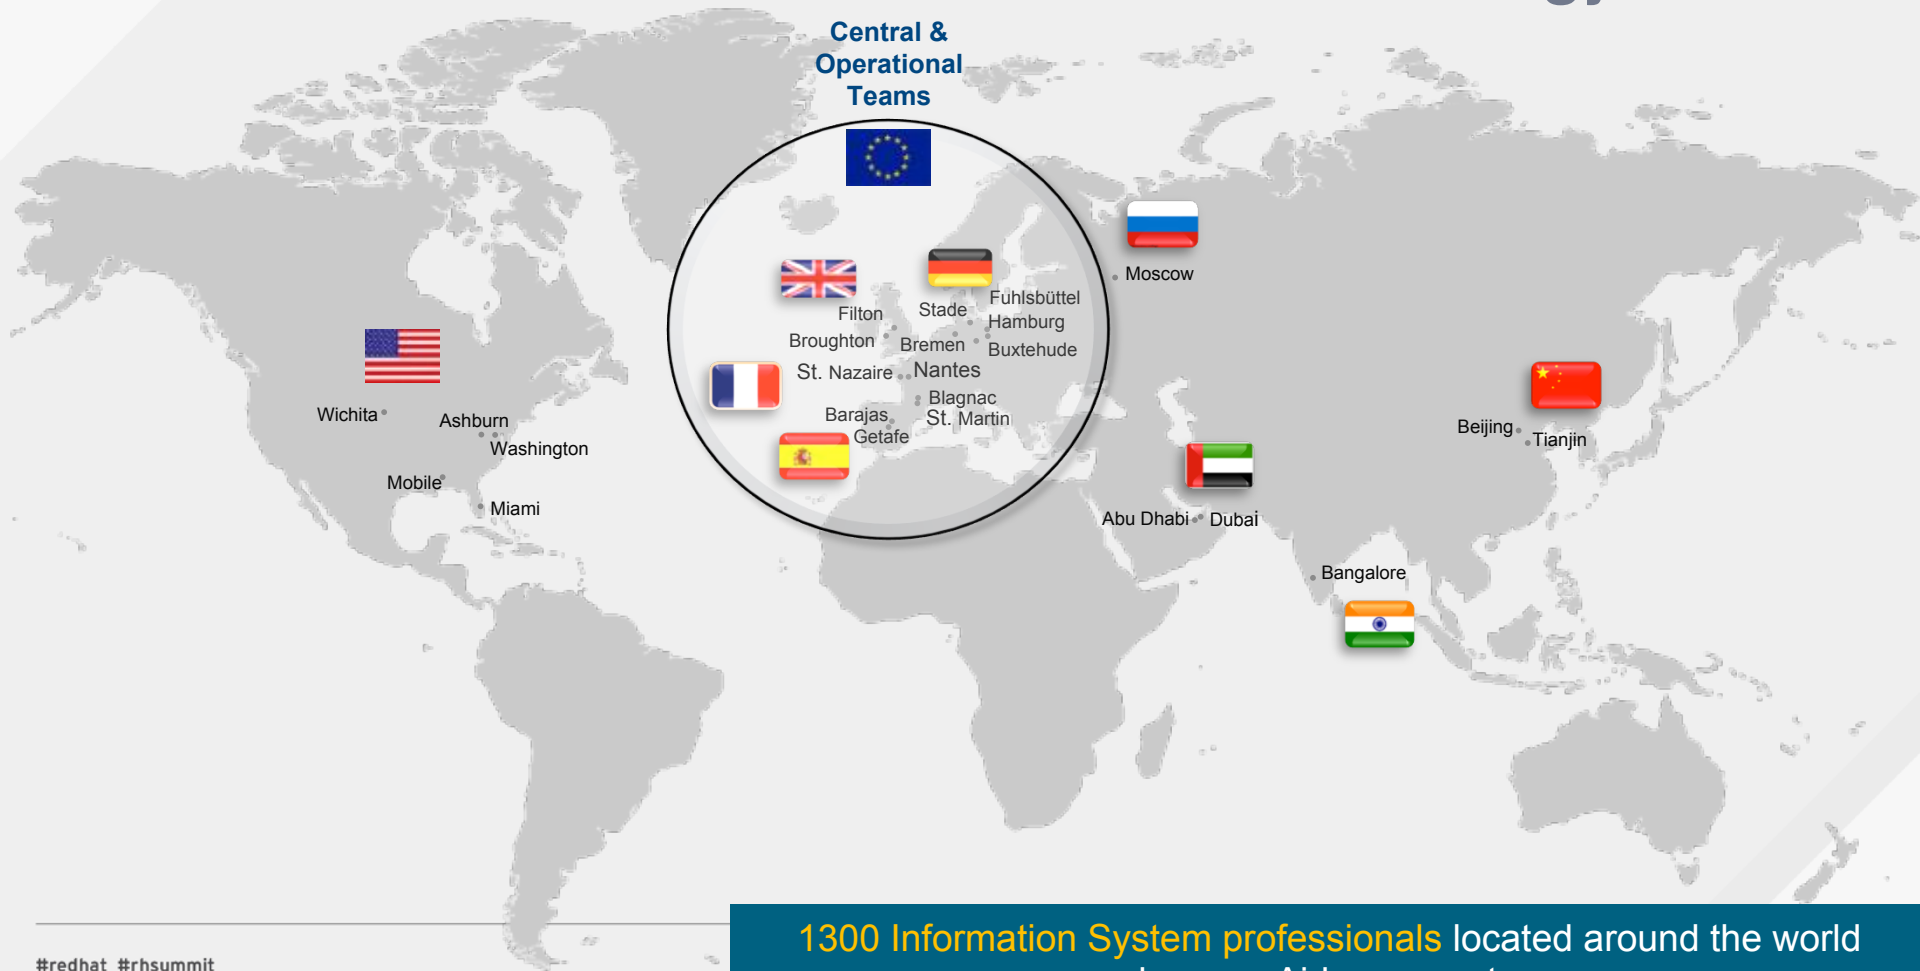 Central &
Operational
Teams
Moscow
Filton
Stade
Fuhlsbüttel
Hamburg
Broughton
Bremen
Buxtehude
St. Nazaire
Nantes
Blagnac
Barajas
St. Martin
Getafe
Wichita
Ashburn
Washington
Mobile
Miami
Beijing
Tianjin
Abu Dhabi
Dubai
Bangalore
1300 Information System professionals located around the world
#redhat #rhsummit